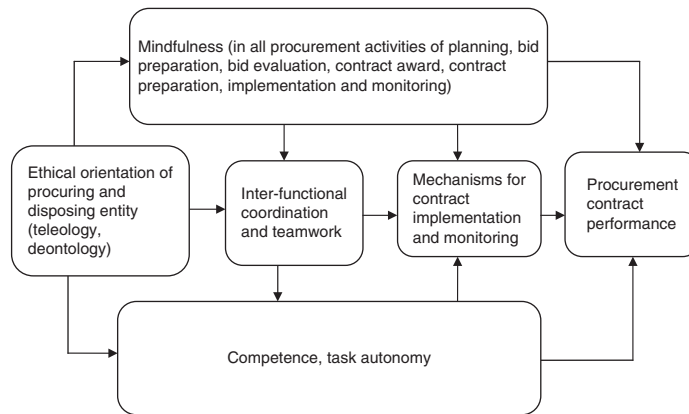 Mindfulness (in all procurement activities of planning, bid
preparation, bid evaluation, contract award, contract
preparation, implementation and monitoring)
Ethical orientation of
procuring and
disposing entity
(teleology,
deontology)
Inter-functional
coordination
and teamwork
Mechanisms for
contract
implementation
and monitoring
Procurement
contract
performance
Competence, task autonomy